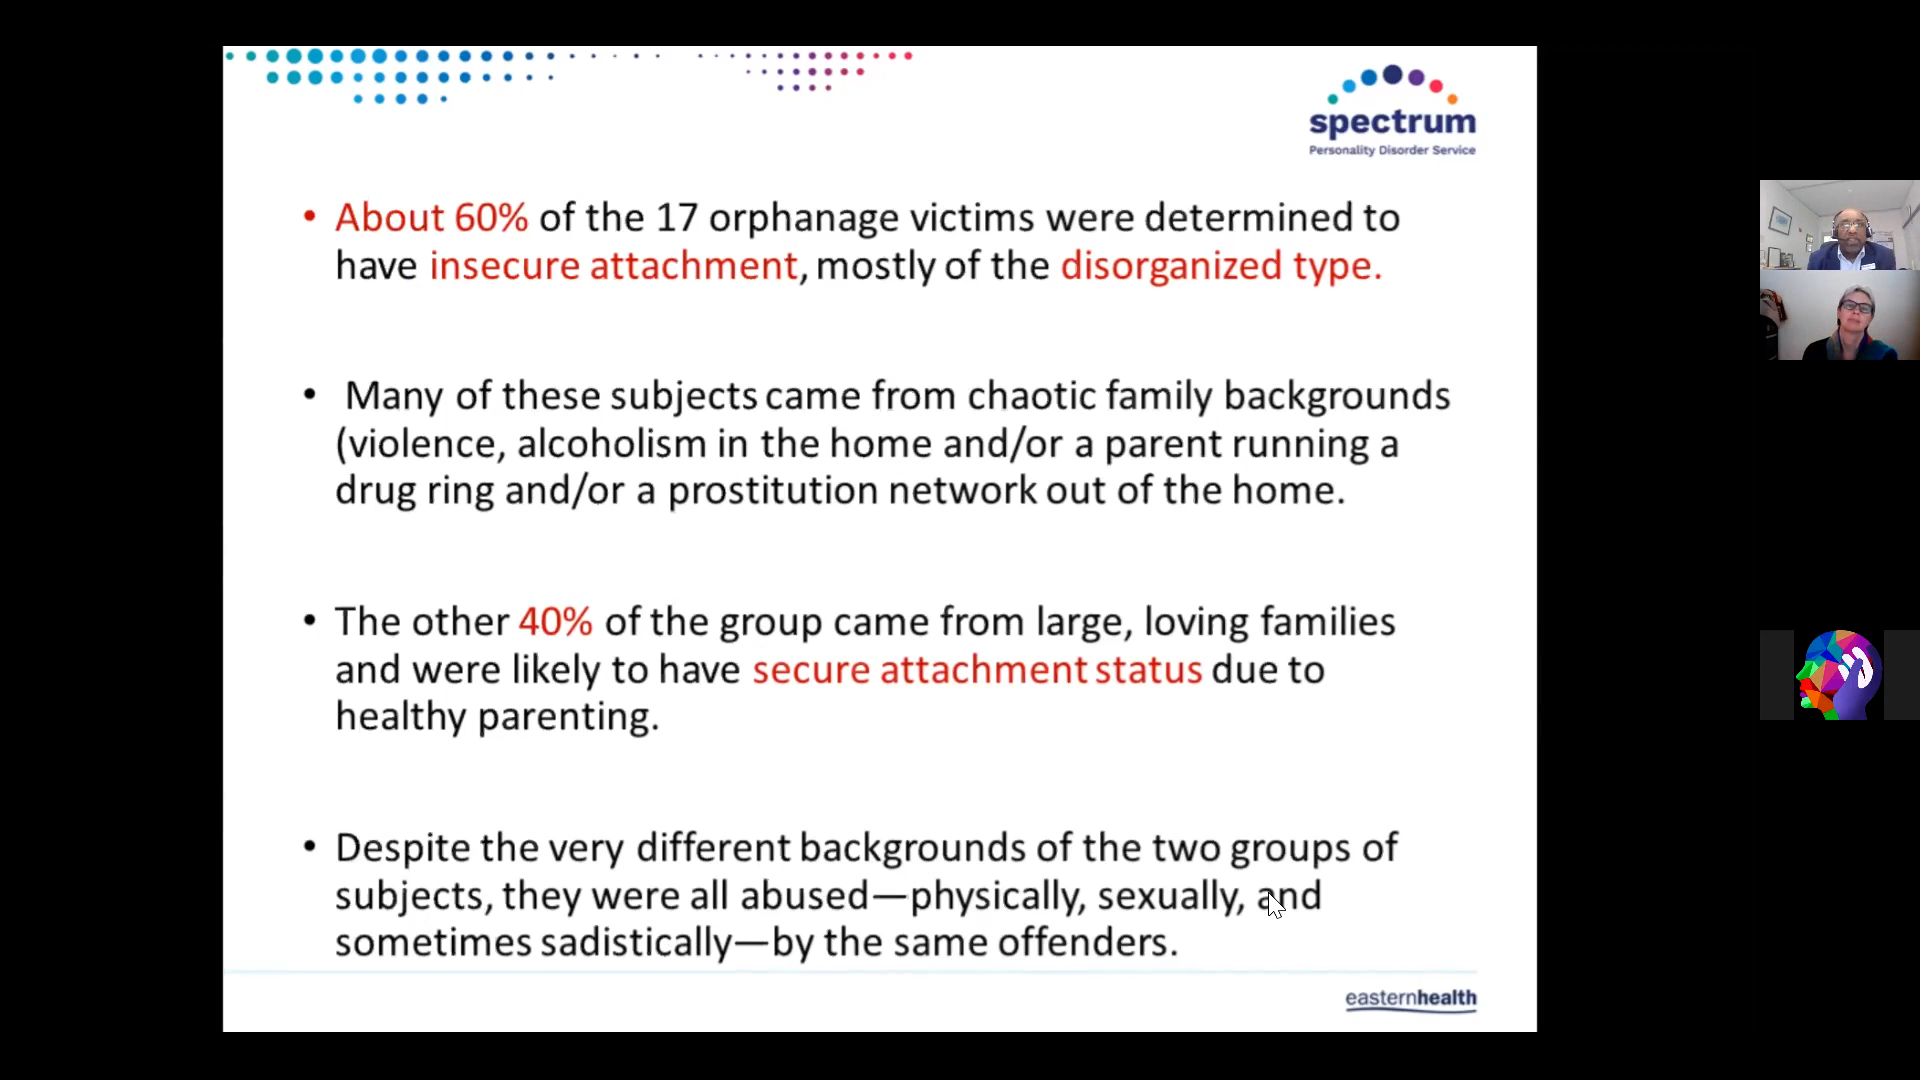 spectrum
Personality Disorder Service
• About 60% of the 17 orphanage victims were determined to
have insecure attachment, mostly of the disorganized type.
• Many of these subjects came from chaotic family backgrounds
(violence, alcoholism in the home and/or a parent running a
drug ring and/or a prostitution network out of the home.
• The other 40% of the group came from large, loving families
and were likely to have secure attachment status due to
healthy parenting.
• Despite the very different backgrounds of the two groups of
subjects, they were all abused—physically, sexually, and
sometimes sadistically—by the same offenders.
easternhealth